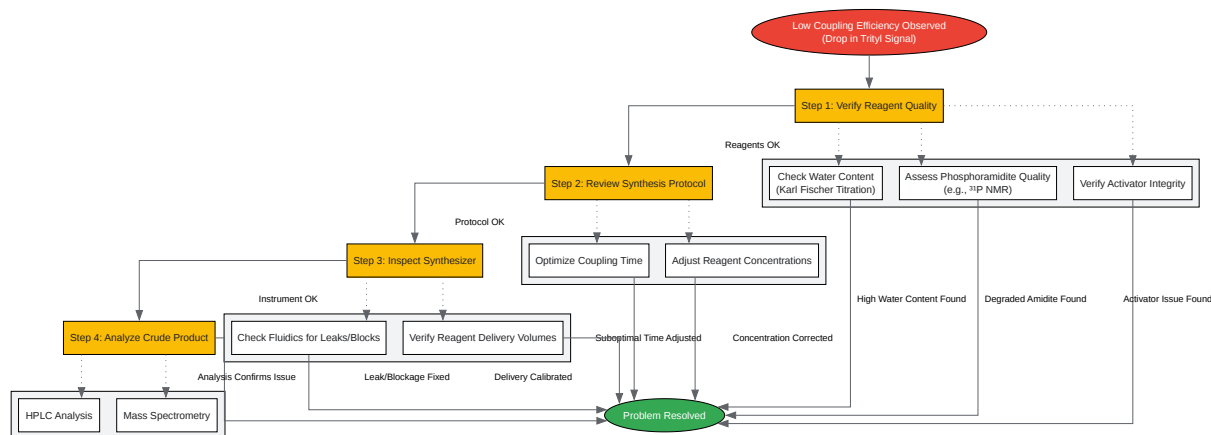 Low Coupling Efficiency Observed
(Drop in Trityl Signal)
Step 1: Verify Reagent Quality
Reagents OK
Check Water Content
(Karl Fischer Titration)
Assess Phosphoramidite Quality
(e.g., ³¹P NMR)
Verify Activator Integrity
Step 2: Review Synthesis Protocol
Protocol OK
Optimize Coupling Time
Adjust Reagent Concentrations
Step 3: Inspect Synthesizer
Instrument OK
High Water Content Found
Degraded Amidite Found
Activator Issue Found
Step 4: Analyze Crude Product
Check Fluidics for Leaks/Blocks
Verify Reagent Delivery Volumes
Suboptimal Time Adjusted
Concentration Corrected
Analysis Confirms Issue
Leak/Blockage Fixed
Delivery Calibrated
HPLC Analysis
Mass Spectrometry
Problem Resolved